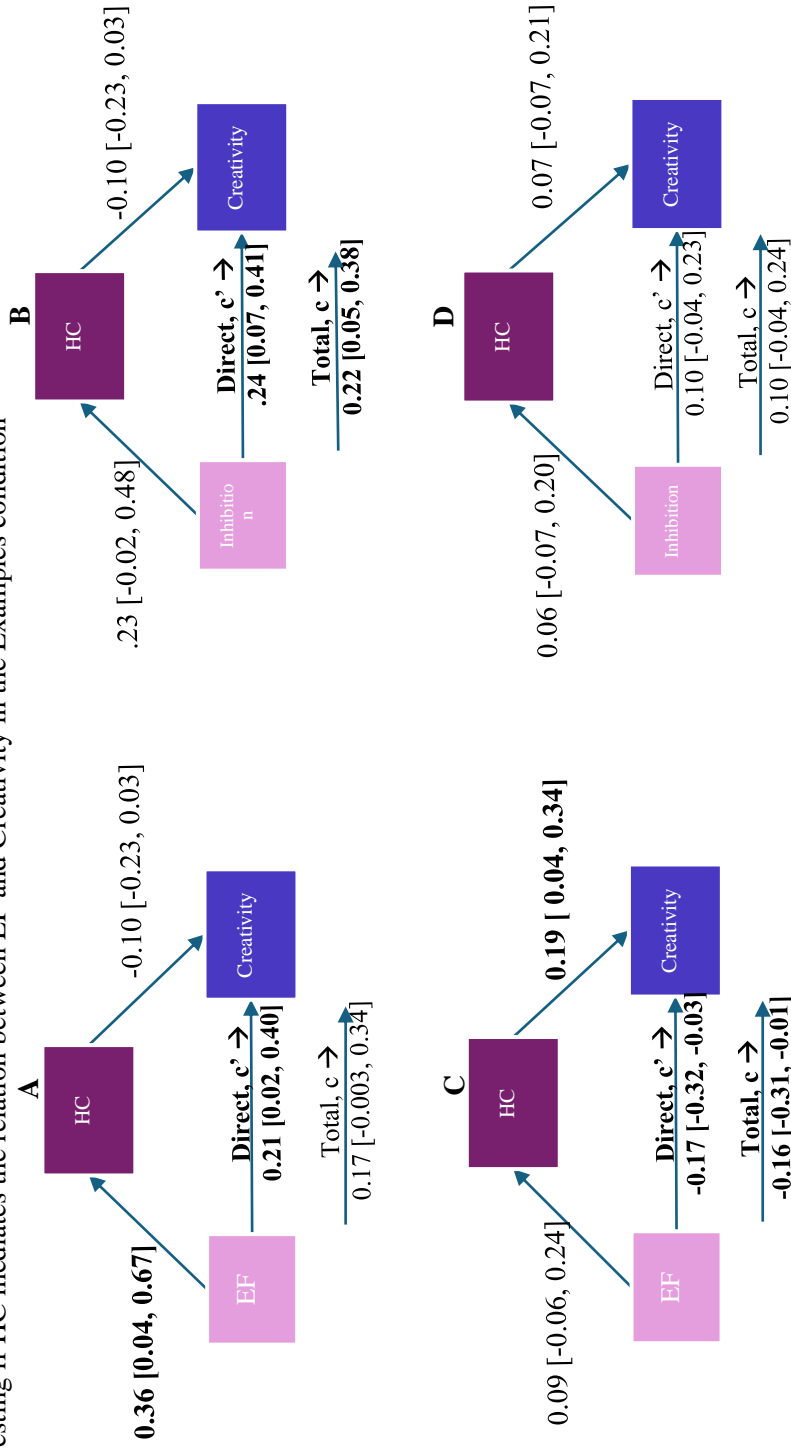 esting if HC mediates the relation between EF and Creativity in the Examples condition
A
HC
0.36 [0.04, 0.67]
-0.10 [-0.23, 0.03]
EF
Direct, c’ →
0.21 [0.02, 0.40]
Creativity
Total, c →
0.17 [-0.003, 0.34]
B
HC
.23 [-0.02, 0.48]
-0.10 [-0.23, 0.03]
Inhibitio
n
Direct, c’ →
.24 [0.07, 0.41]
Creativity
Total, c →
0.22 [0.05, 0.38]
C
HC
0.09 [-0.06, 0.24]
0.19 [ 0.04, 0.34]
EF
Direct, c’ →
-0.17 [-0.32, -0.03]
Creativity
Total, c →
-0.16 [-0.31, -0.01]
D
HC
0.06 [-0.07, 0.20]
0.07 [-0.07, 0.21]
Inhibition
Direct, c’ →
0.10 [-0.04, 0.23]
Creativity
Total, c →
0.10 [-0.04, 0.24]